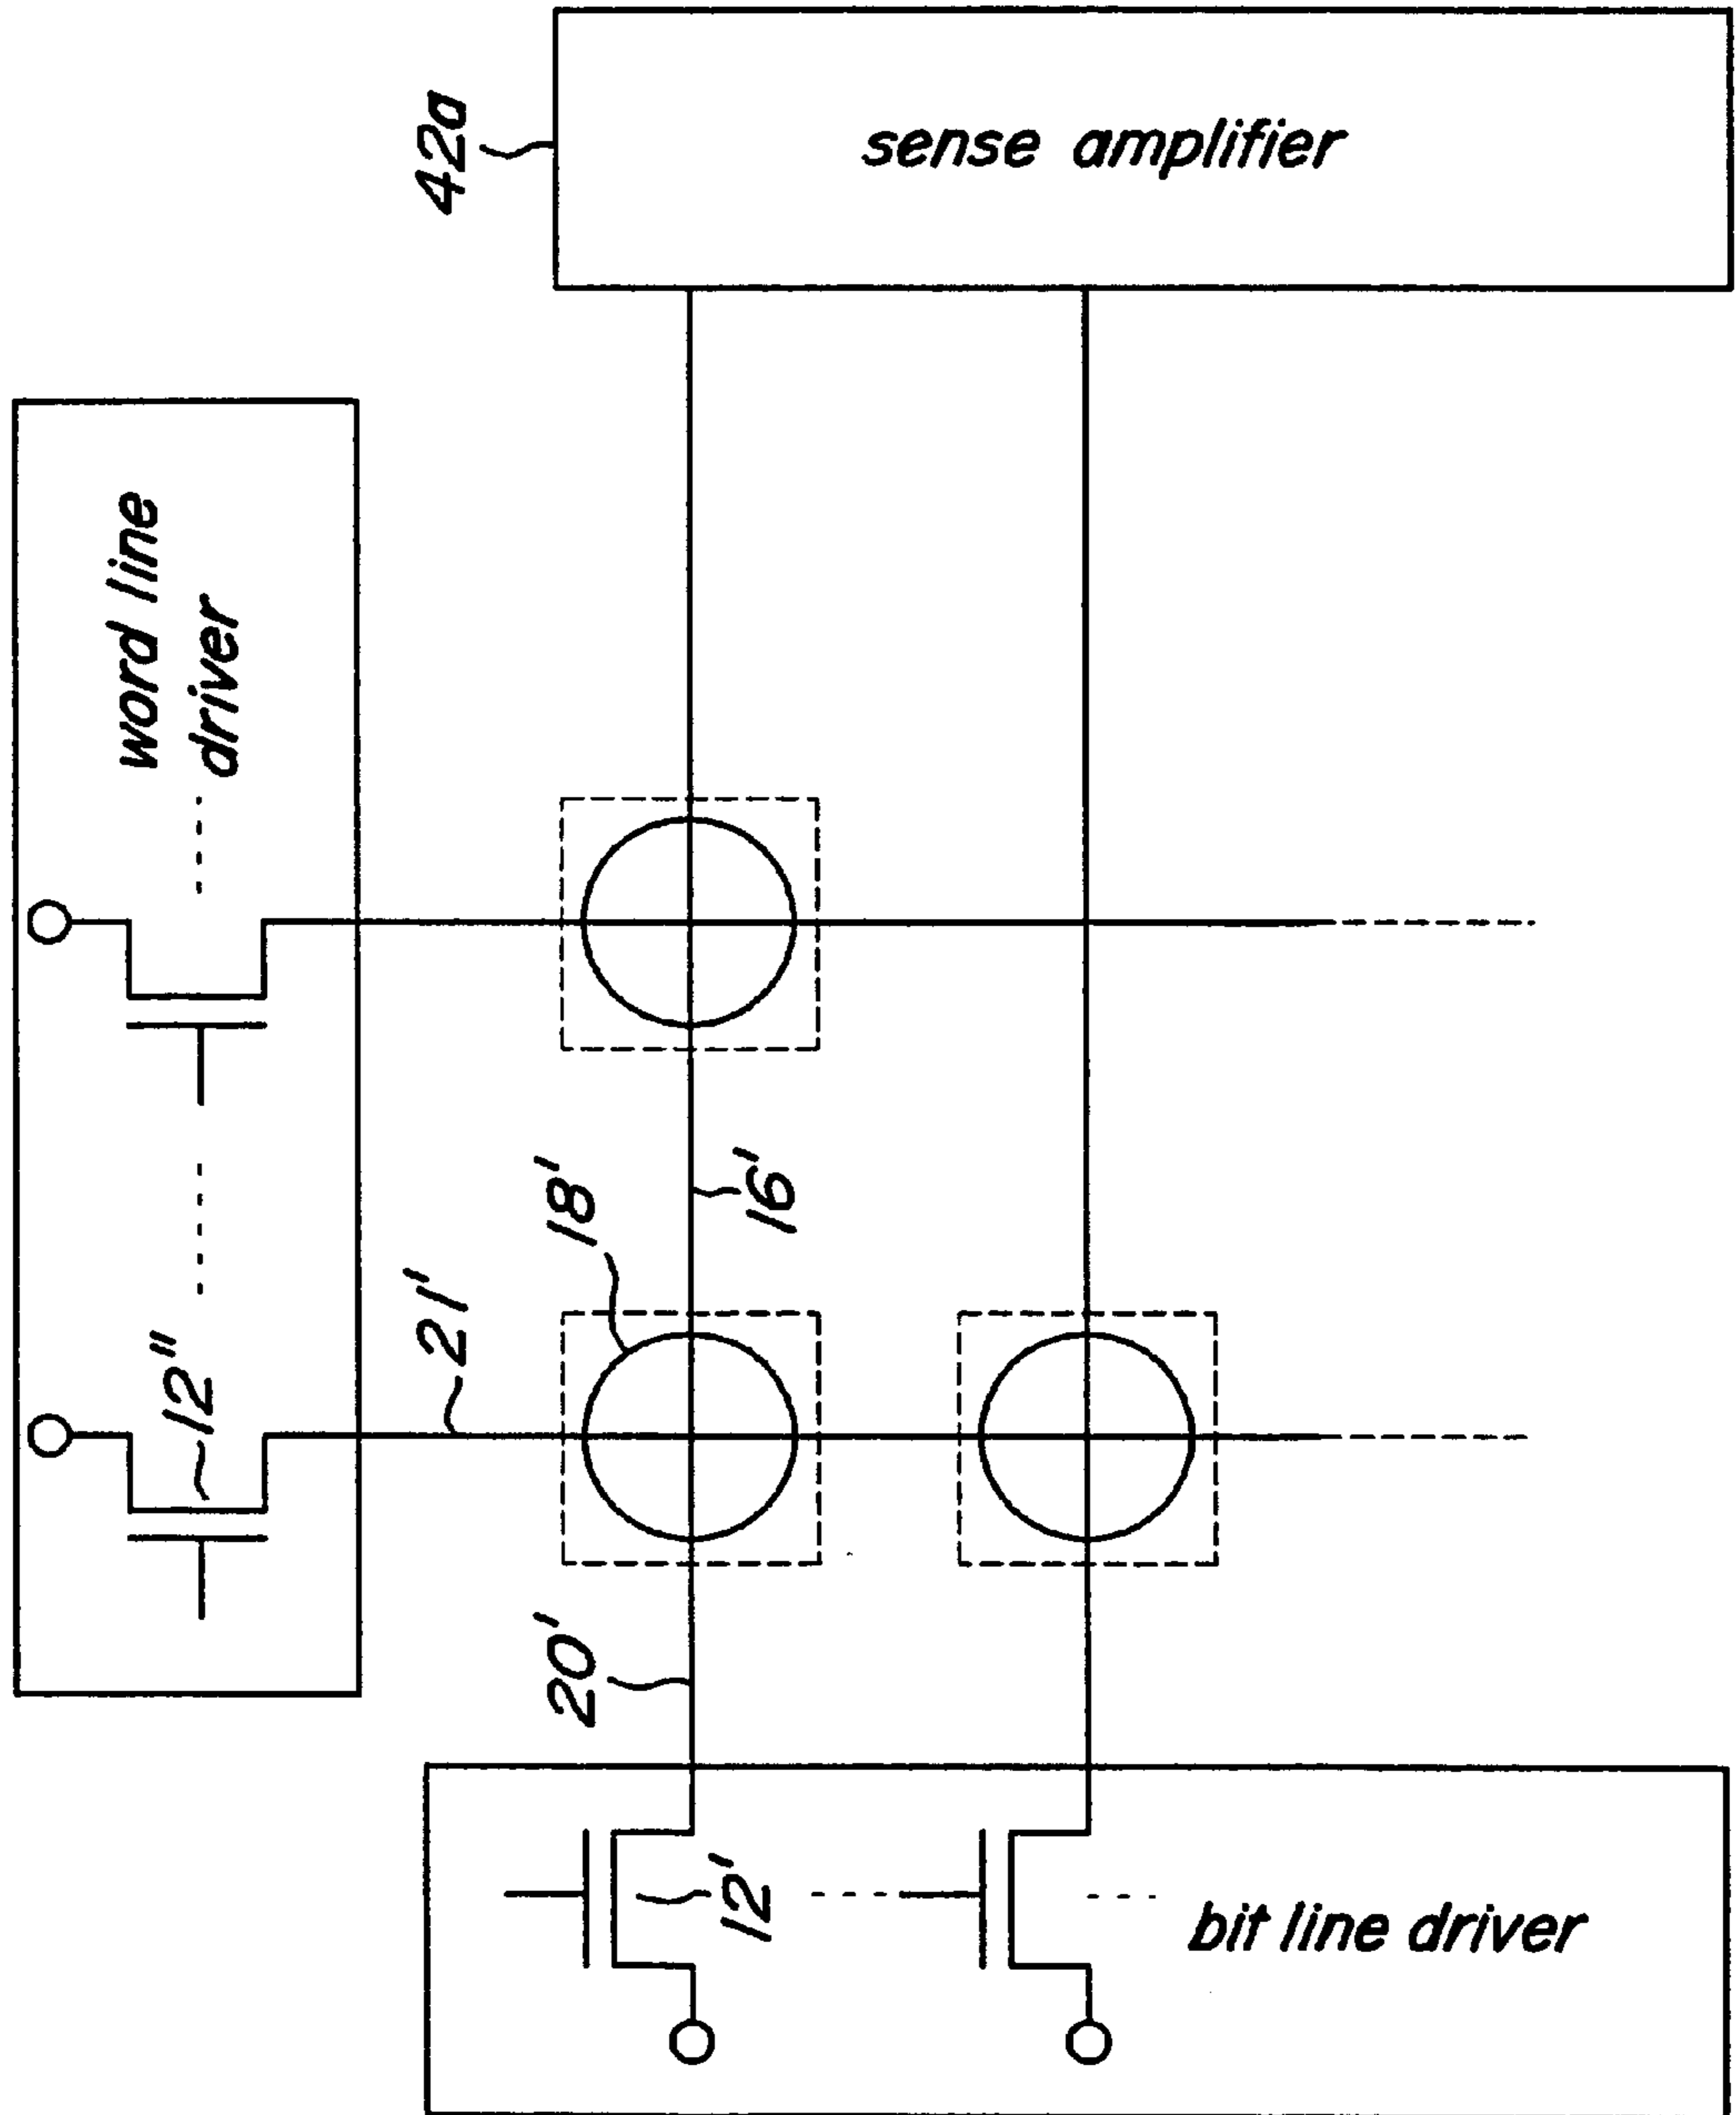 42a
sense amplifier
word line
driver
12"
21'
18'
16'
20'
12'
bit line driver